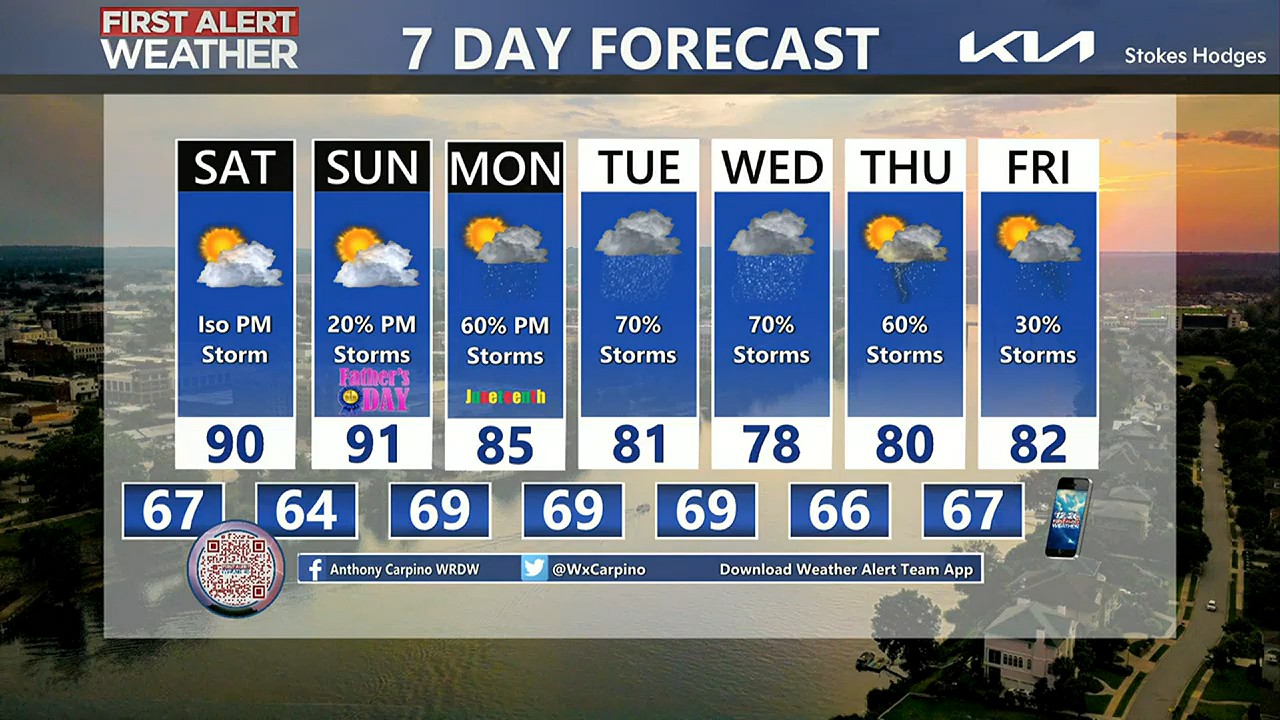 FIRST ALERT
WEATHER
7 DAY FORECAST
KIA
Stokes Hodges
SAT
SUN
MON
TUE
WED
THU
FRI
Iso PM
Storm
20% PM
Storms
60% PM
Storms
70%
Storms
70%
Storms
60%
Storms
30%
Storms
Father's
DAY
Juneteenth
90
91
85
81
78
80
82
67
64
69
69
69
66
67
Anthony Carpino WRDW
@WxCarpino
Download Weather Alert Team App